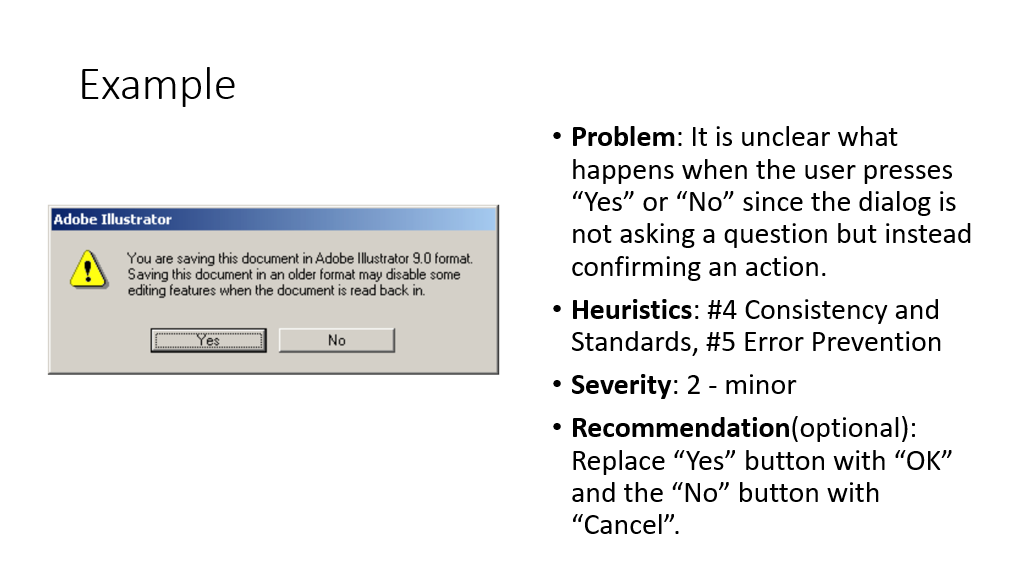 Example
Adobe Illustrator
You are saving this document in Adobe Illustrator 9.0 format.
Saving this document in an older format may disable some
editing features when the document is read back in.
Yes
No
• Problem: It is unclear what
happens when the user presses
“Yes” or “No” since the dialog is
not asking a question but instead
confirming an action.
• Heuristics: #4 Consistency and
Standards, #5 Error Prevention
• Severity: 2 - minor
• Recommendation(optional):
Replace “Yes” button with “OK”
and the “No” button with
“Cancel”.